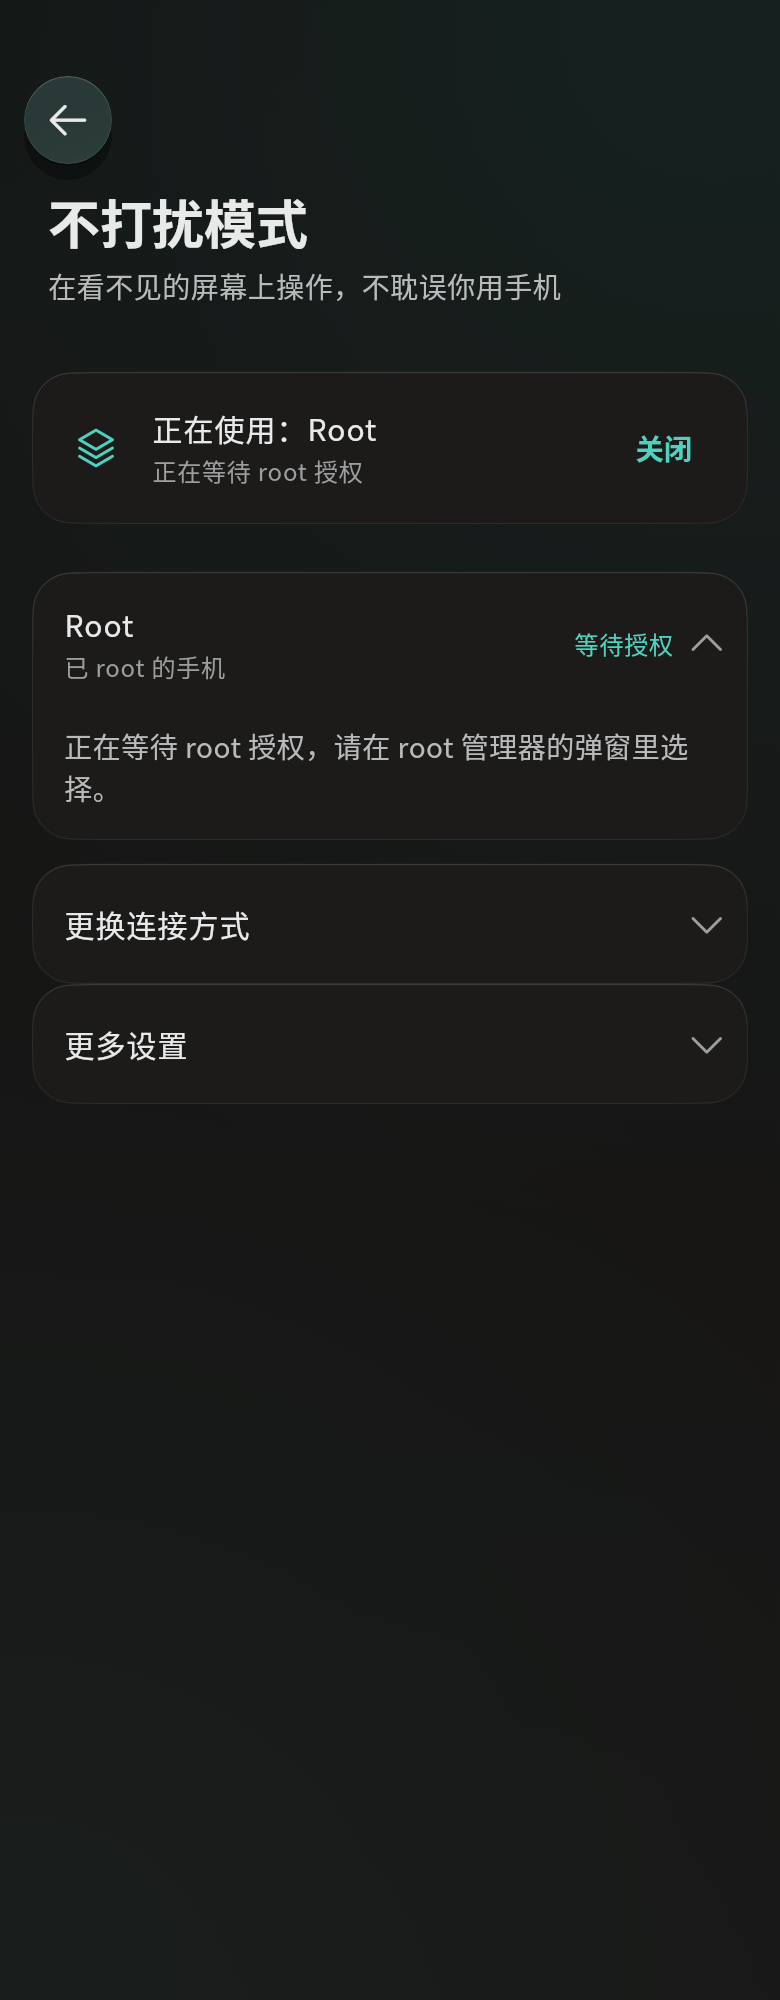 不打扰模式
在看不见的屏幕上操作，不耽误你用手机
正在使用：Root
正在等待 root 授权
关闭
Root
已 root 的手机
等待授权
正在等待 root 授权，请在 root 管理器的弹窗里选
择。
更换连接方式
更多设置